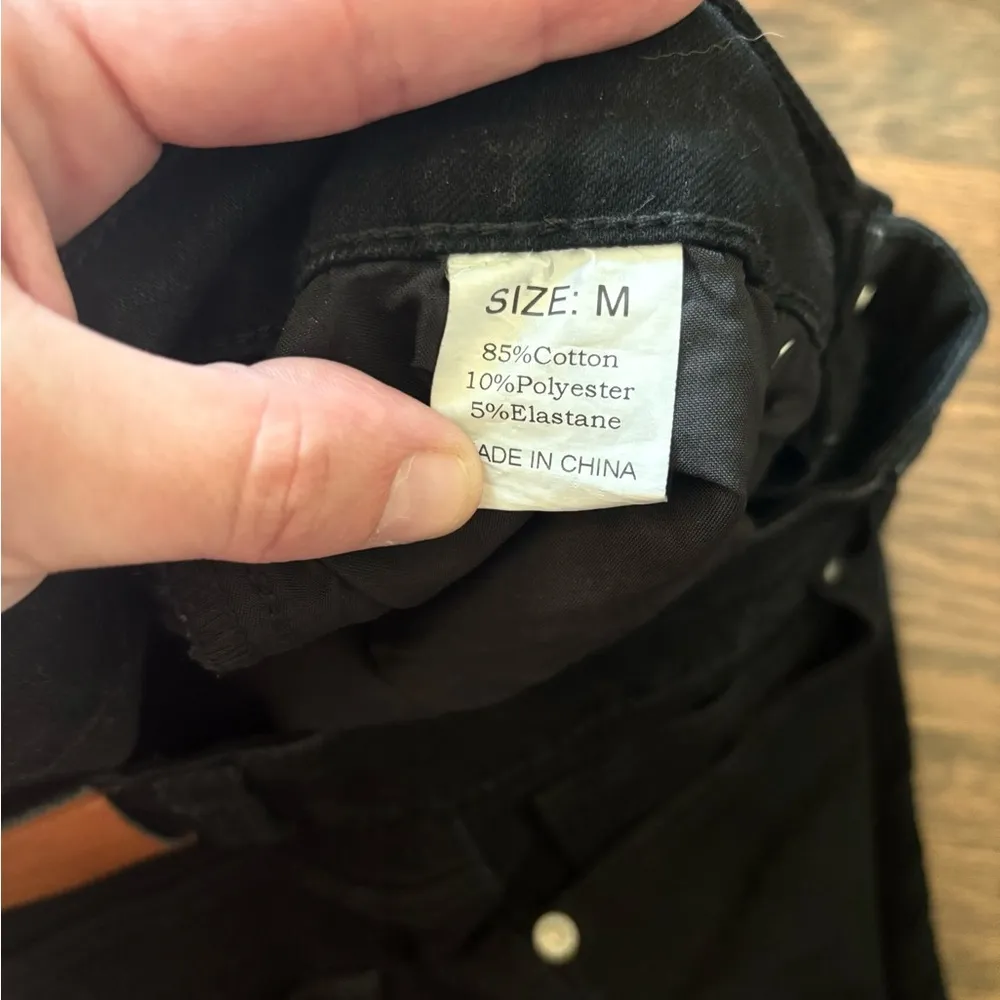 SIZE: M
85%Cotton
10%Polyester
5%Elastane
ADE IN CHINA